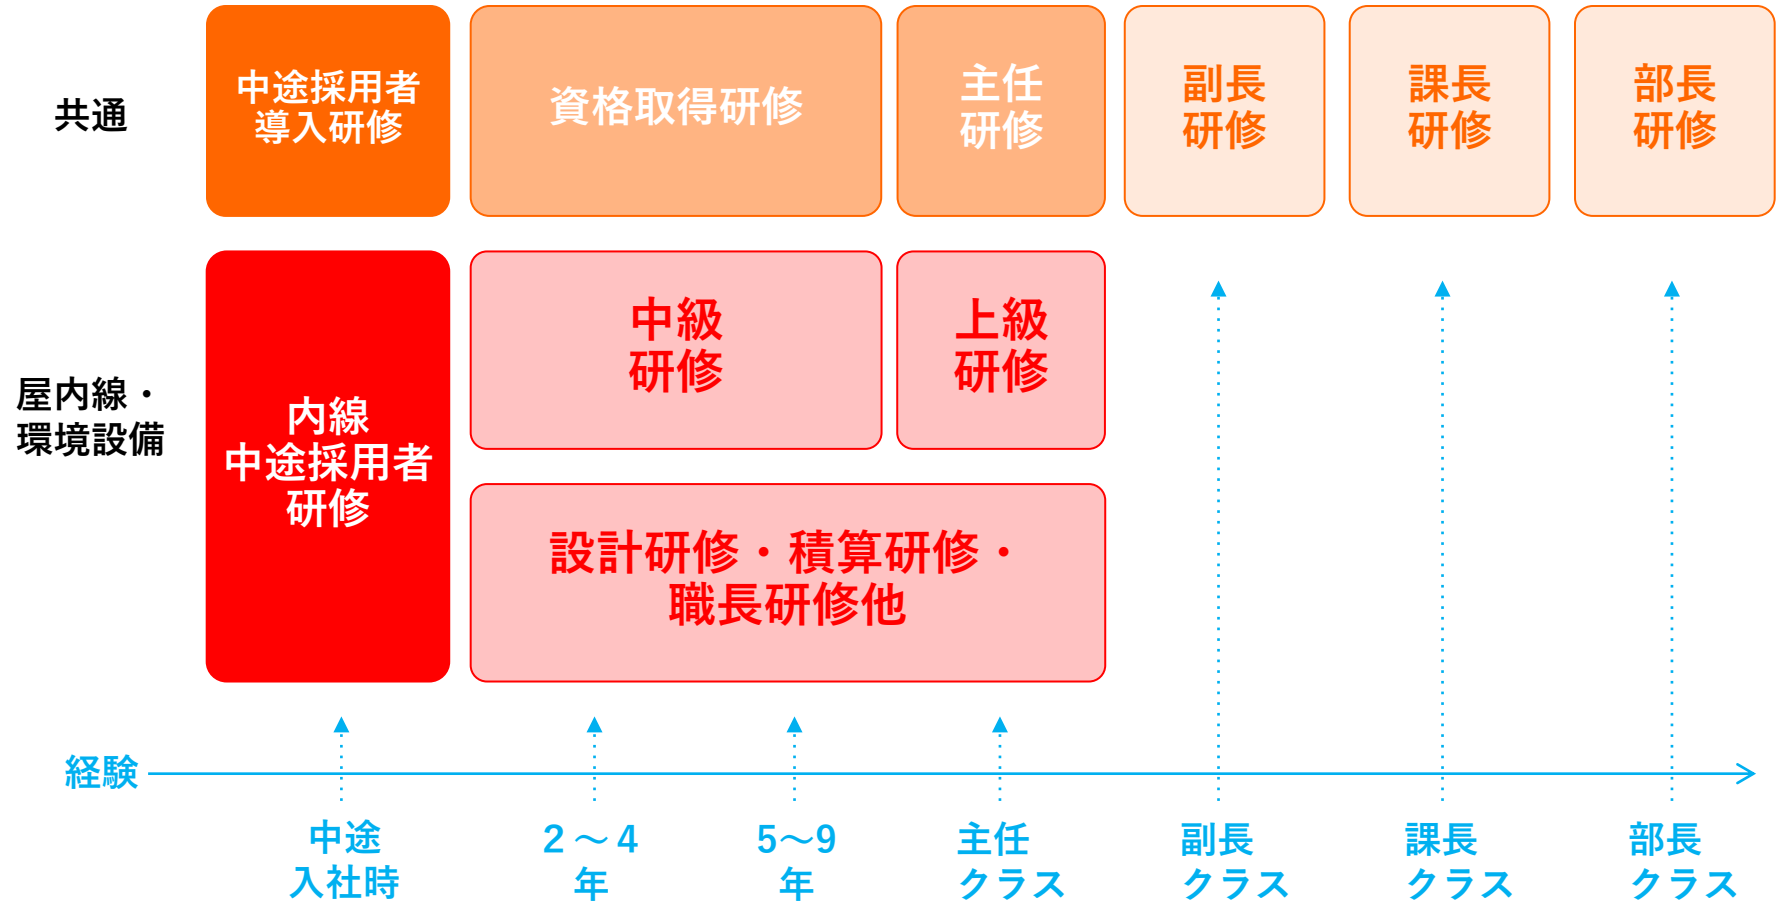 共通
中途採用者
導入研修
資格取得研修
主任
研修
副長
研修
課長
研修
部長
研修
屋内線・
環境設備
内線
中途採用者
研修
中級
研修
上級
研修
設計研修・積算研修・
職長研修他
経験
中途
入社時
２～４
年
5～9
年
主任
クラス
副長
クラス
課長
クラス
部長
クラス